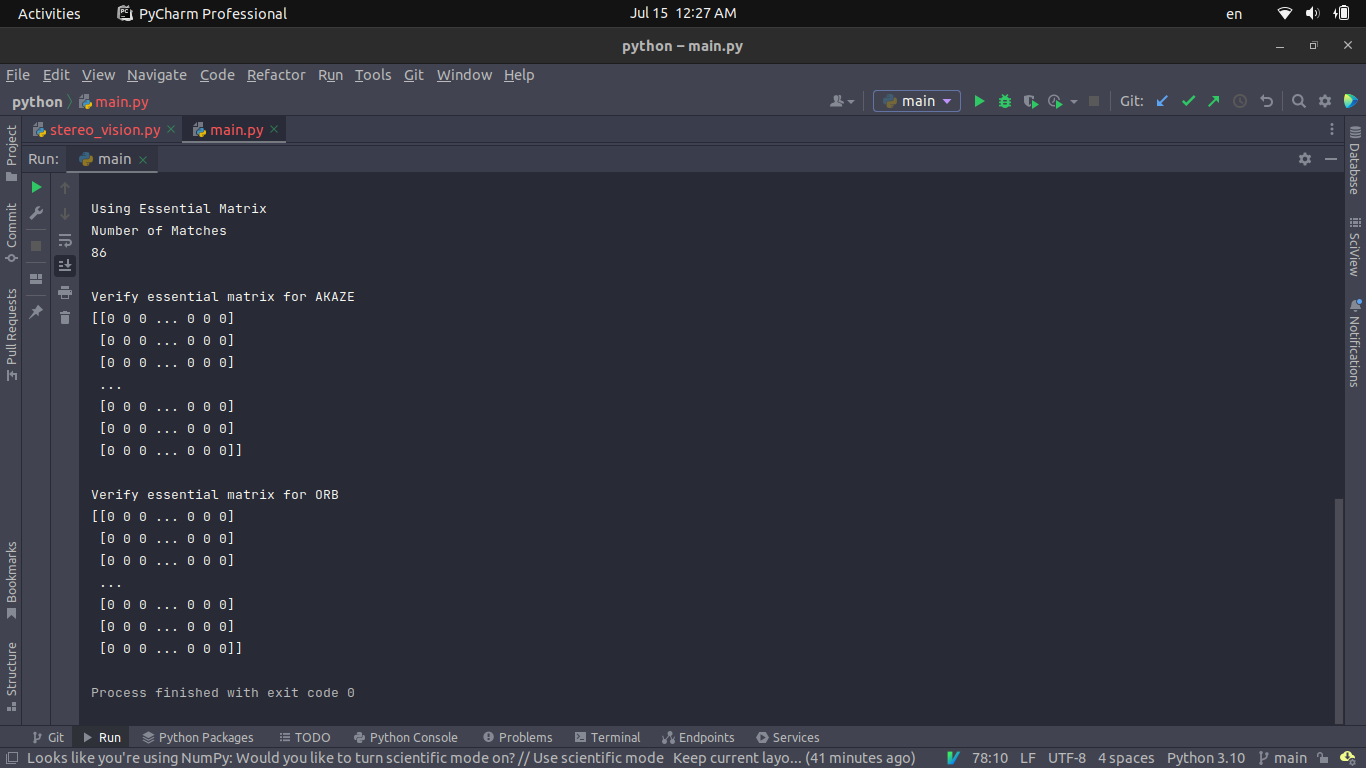 Activities PyCharm Professional Jul 15 12:27 AM en
python – main.py
File Edit View Navigate Code Refactor Run Tools Git Window Help
python main.py main Git:
stereo_vision.py main.py
Run: main
Project
Commit
Pull Requests
Bookmarks
Structure
Using Essential Matrix
Number of Matches
86
Verify essential matrix for AKAZE
[[0 0 0 ... 0 0 0]
[0 0 0 ... 0 0 0]
[0 0 0 ... 0 0 0]
...
[0 0 0 ... 0 0 0]
[0 0 0 ... 0 0 0]
[0 0 0 ... 0 0 0]]
Verify essential matrix for ORB
[[0 0 0 ... 0 0 0]
[0 0 0 ... 0 0 0]
[0 0 0 ... 0 0 0]
...
[0 0 0 ... 0 0 0]
[0 0 0 ... 0 0 0]
[0 0 0 ... 0 0 0]]
Process finished with exit code 0
Database
SciView
Notifications
Git Run Python Packages TODO Python Console Problems Terminal Endpoints Services
Looks like you're using NumPy: Would you like to turn scientific mode on? // Use scientific mode Keep current layo... (41 minutes ago) 78:10 LF UTF-8 4 spaces Python 3.10 main